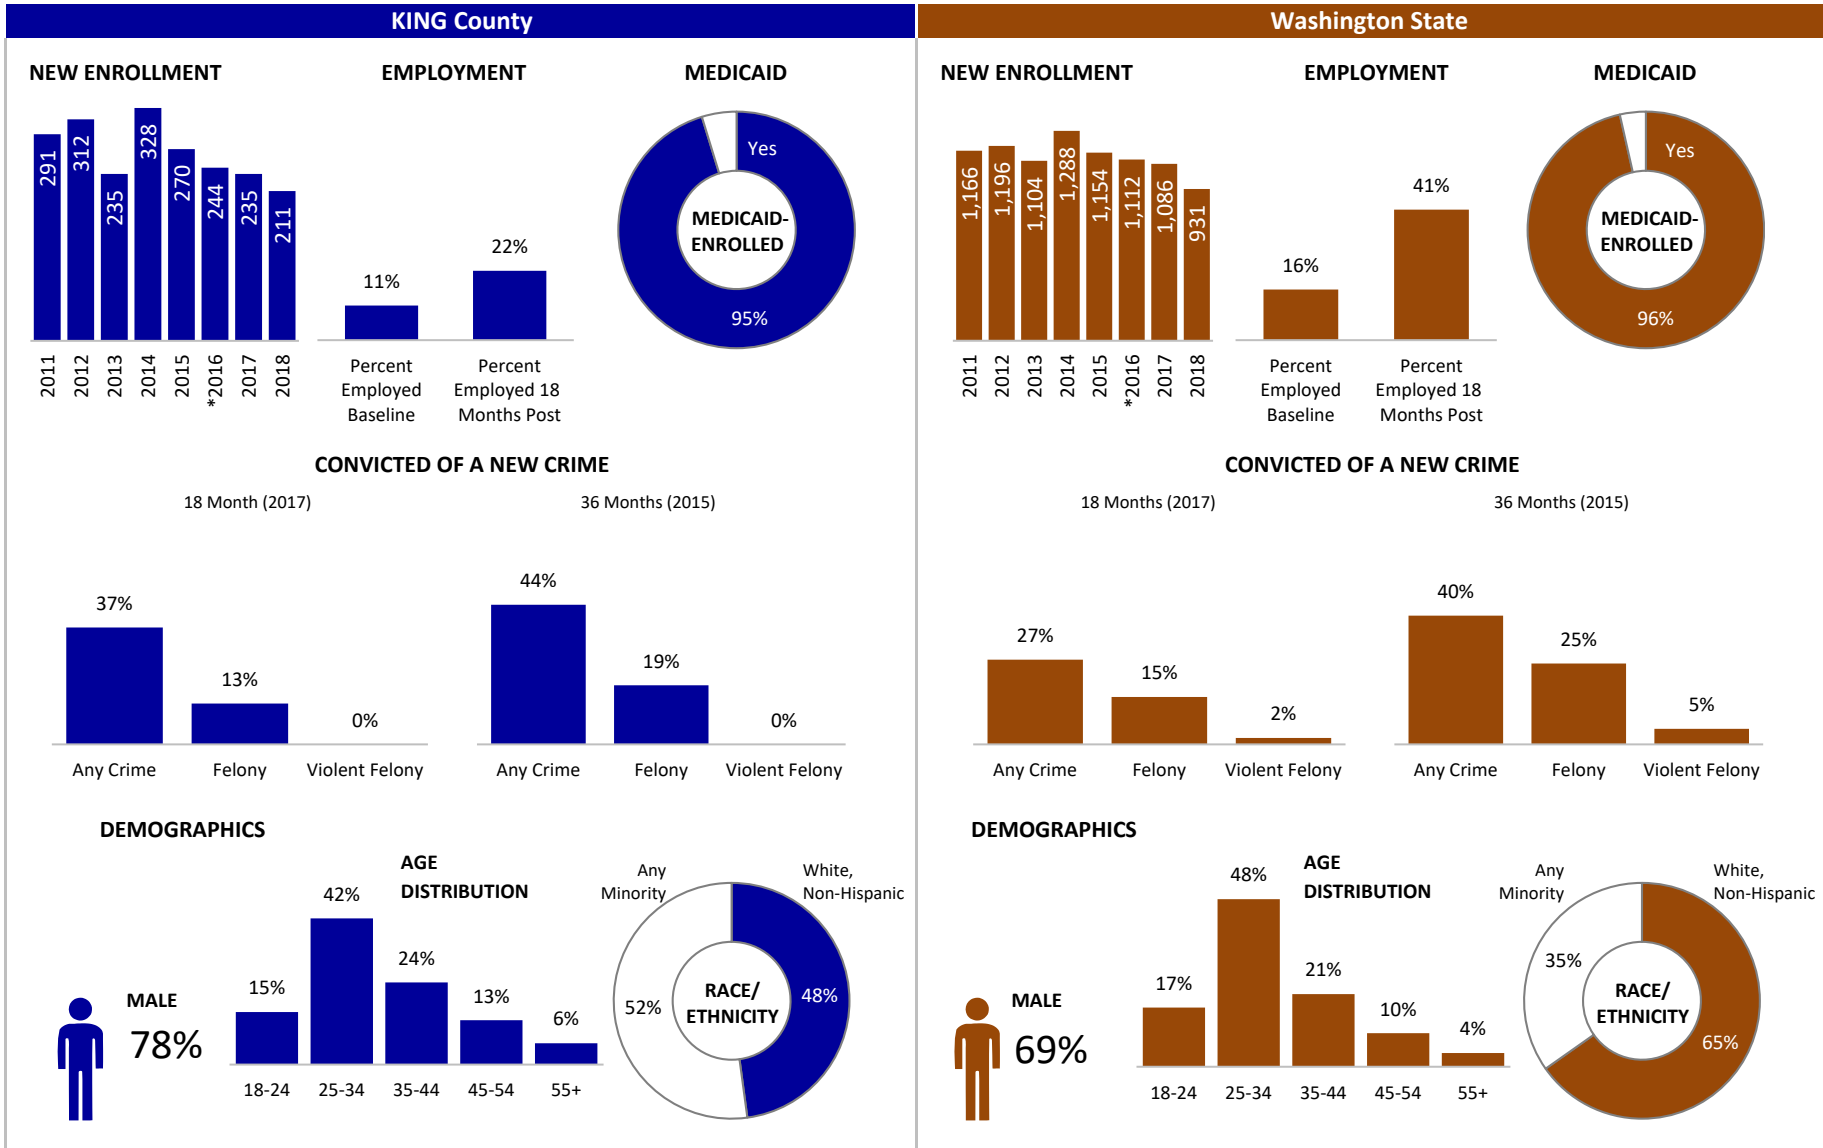 KING County
NEW ENROLLMENT
EMPLOYMENT
MEDICAID
291
312
235
328
270
244
235
211
2011
2012
2013
2014
2015
*2016
2017
2018
11%
22%
Percent
Employed
Baseline
Percent
Employed 18
Months Post
Yes
MEDICAID-
ENROLLED
95%
CONVICTED OF A NEW CRIME
18 Month (2017)
36 Months (2015)
37%
13%
0%
Any Crime
Felony
Violent Felony
44%
19%
0%
Any Crime
Felony
Violent Felony
DEMOGRAPHICS
MALE
78%
AGE
DISTRIBUTION
15%
42%
24%
13%
6%
18-24
25-34
35-44
45-54
55+
Any
Minority
White,
Non-Hispanic
52%
RACE/
ETHNICITY
48%
Washington State
NEW ENROLLMENT
EMPLOYMENT
MEDICAID
1,166
1,196
1,104
1,288
1,154
1,112
1,086
931
2011
2012
2013
2014
2015
*2016
2017
2018
16%
41%
Percent
Employed
Baseline
Percent
Employed 18
Months Post
Yes
MEDICAID-
ENROLLED
96%
CONVICTED OF A NEW CRIME
18 Months (2017)
36 Months (2015)
27%
15%
2%
Any Crime
Felony
Violent Felony
40%
25%
5%
Any Crime
Felony
Violent Felony
DEMOGRAPHICS
MALE
69%
AGE
DISTRIBUTION
17%
48%
21%
10%
4%
18-24
25-34
35-44
45-54
55+
Any
Minority
White,
Non-Hispanic
35%
RACE/
ETHNICITY
65%